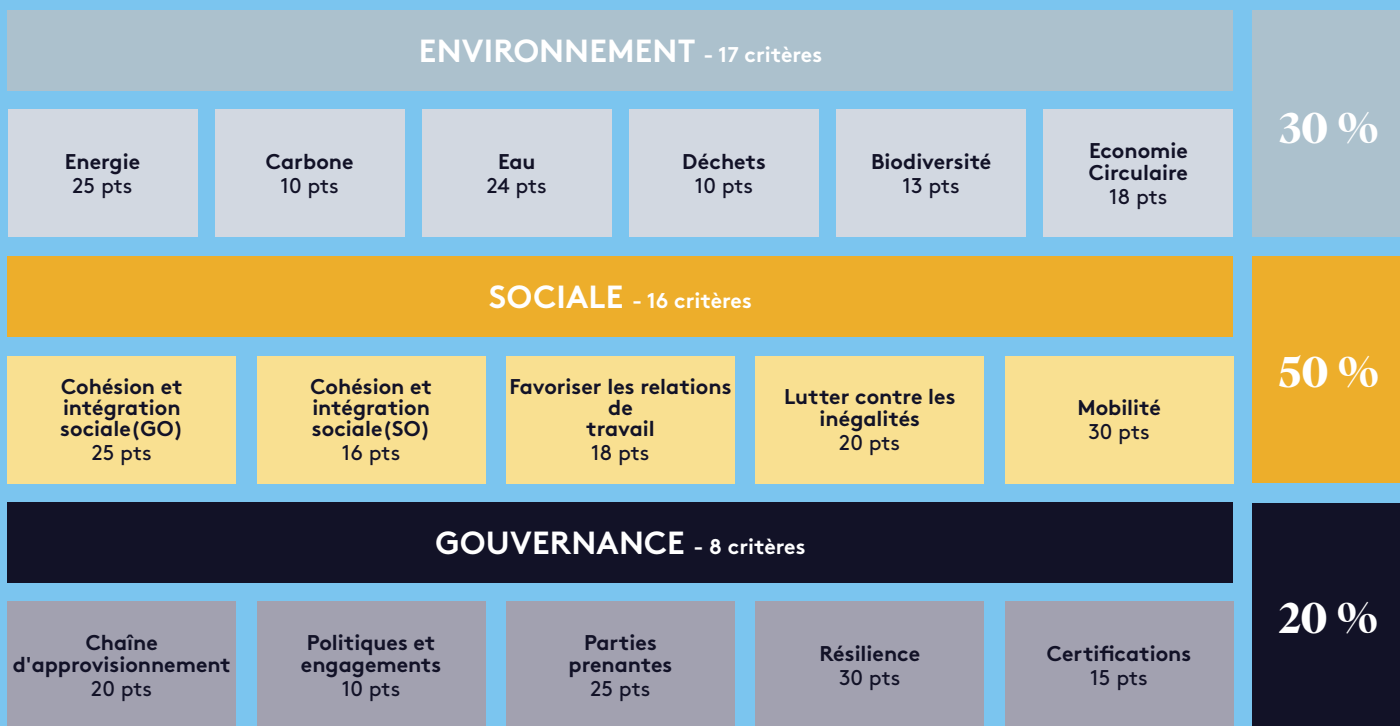 ENVIRONNEMENT - 17 critères
30 %
Energie
25 pts
Carbone
10 pts
Eau
24 pts
Déchets
10 pts
Biodiversité
13 pts
Economie
Circulaire
18 pts
SOCIALE - 16 critères
50 %
Cohésion et
intégration
sociale(GO)
25 pts
Cohésion et
intégration
sociale(SO)
16 pts
Favoriser les relations
de
travail
18 pts
Lutter contre les
inégalités
20 pts
Mobilité
30 pts
GOUVERNANCE - 8 critères
20 %
Chaîne
d'approvisionnement
20 pts
Politiques et
engagements
10 pts
Parties
prenantes
25 pts
Résilience
30 pts
Certifications
15 pts